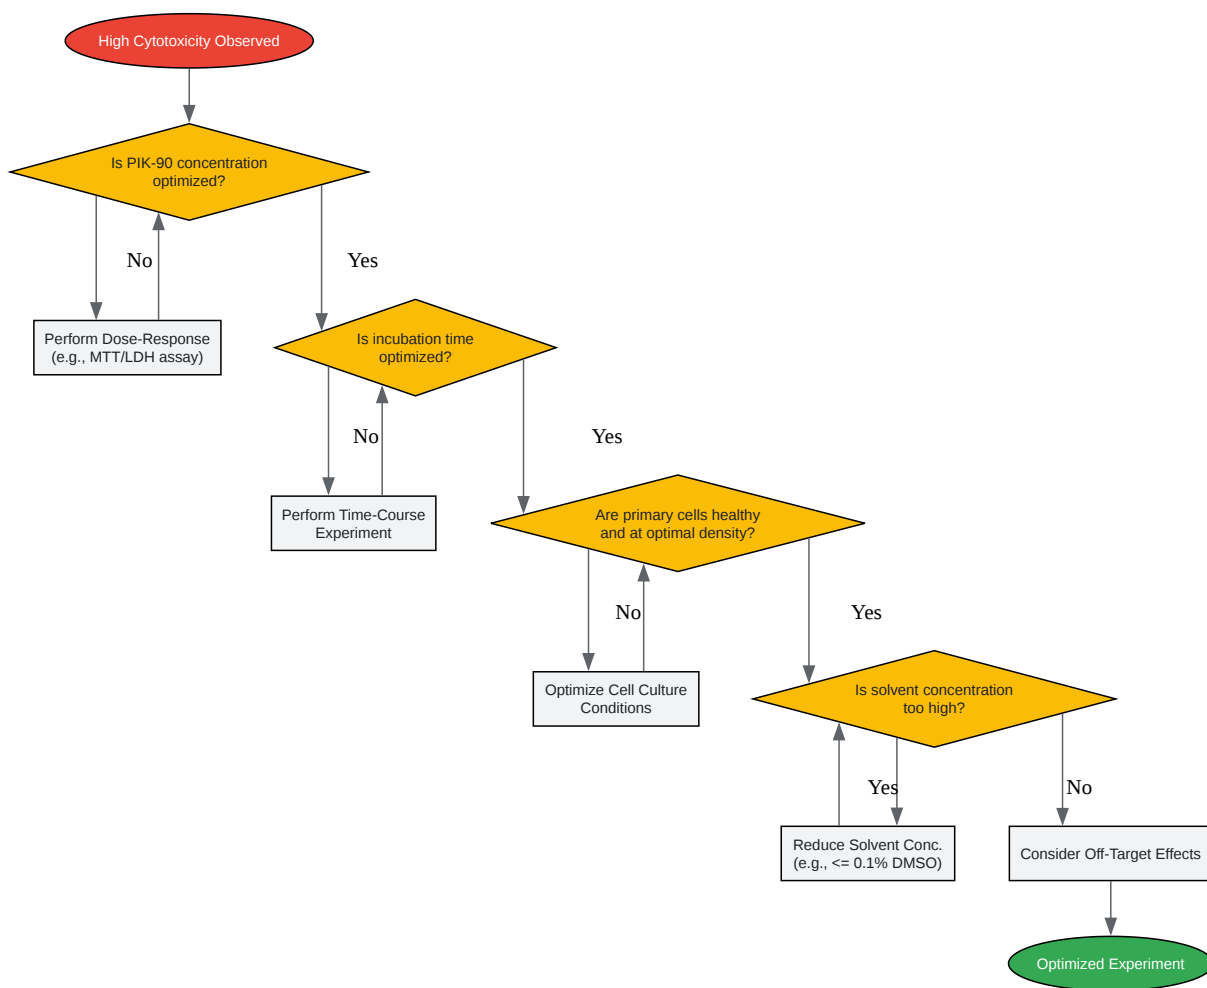 High Cytotoxicity Observed
Is PIK-90 concentration
optimized?
No
Yes
Perform Dose-Response
(e.g., MTT/LDH assay)
Is incubation time
optimized?
No
Yes
Perform Time-Course
Experiment
Are primary cells healthy
and at optimal density?
No
Yes
Optimize Cell Culture
Conditions
Is solvent concentration
too high?
Yes
No
Reduce Solvent Conc.
(e.g., <= 0.1% DMSO)
Consider Off-Target Effects
Optimized Experiment